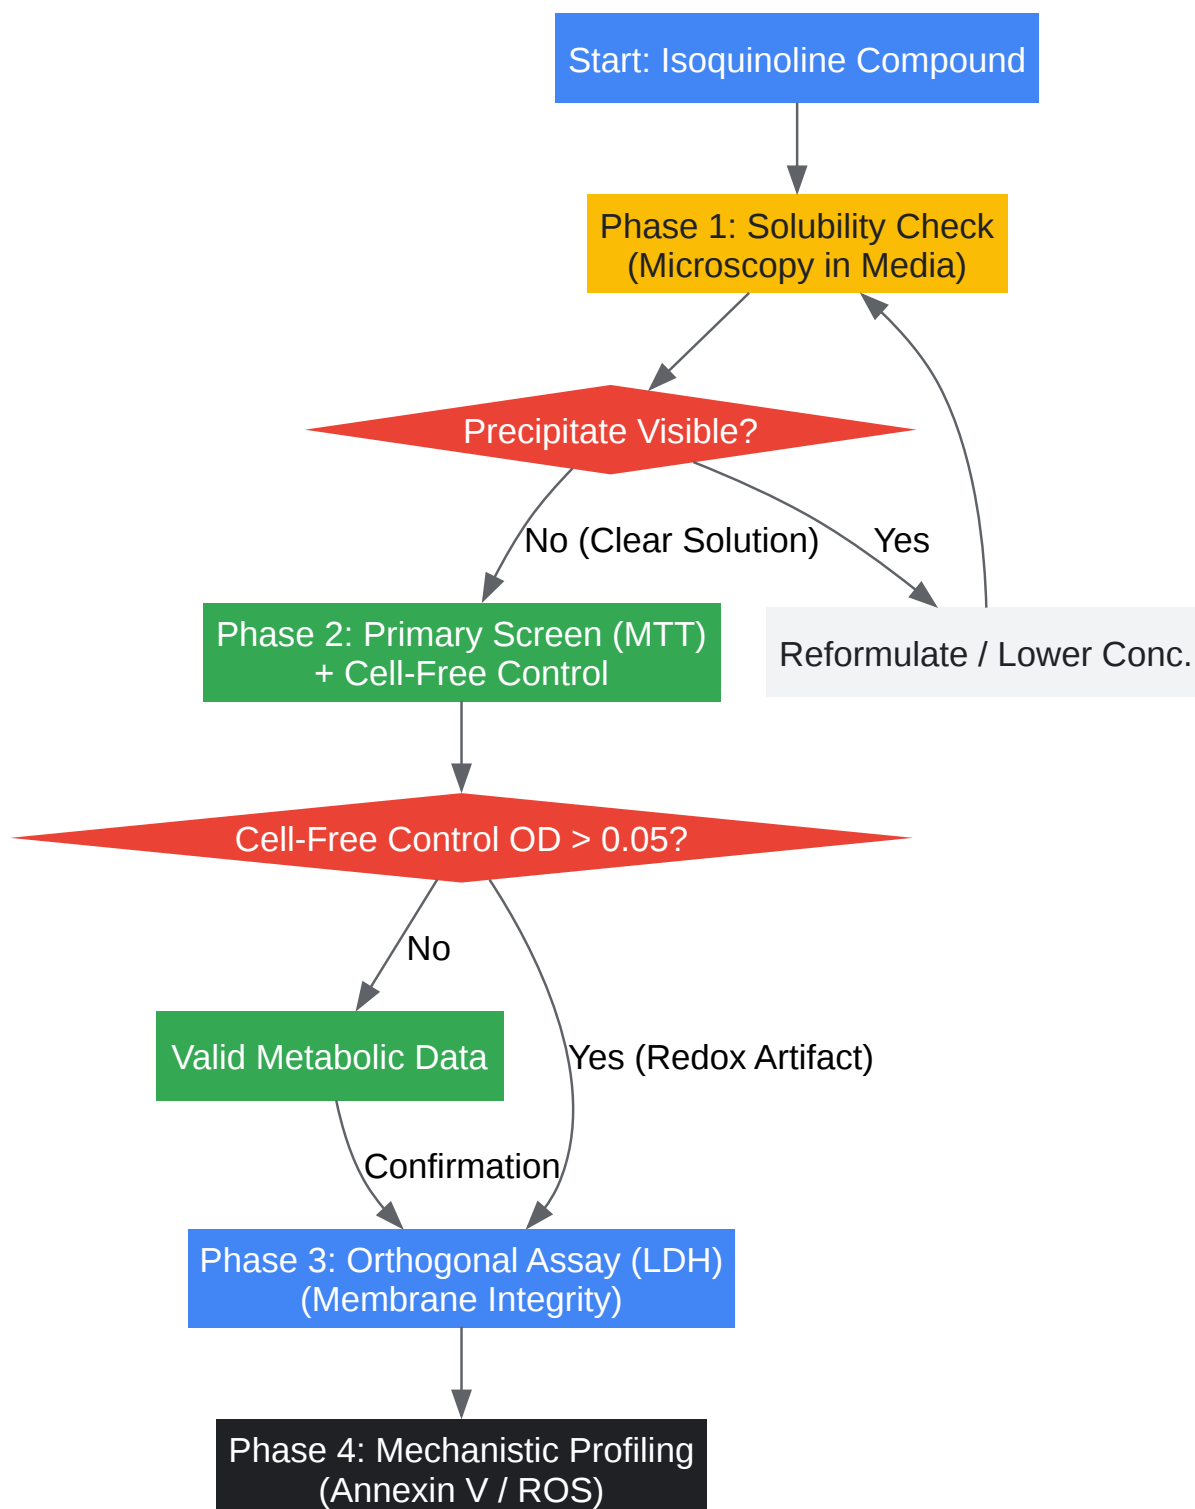 Start: Isoquinoline Compound
Phase 1: Solubility Check
(Microscopy in Media)
Precipitate Visible?
No (Clear Solution)
Yes
Phase 2: Primary Screen (MTT)
+ Cell-Free Control
Reformulate / Lower Conc.
Cell-Free Control OD > 0.05?
No
Valid Metabolic Data
Yes (Redox Artifact)
Confirmation
Phase 3: Orthogonal Assay (LDH)
(Membrane Integrity)
Phase 4: Mechanistic Profiling
(Annexin V / ROS)